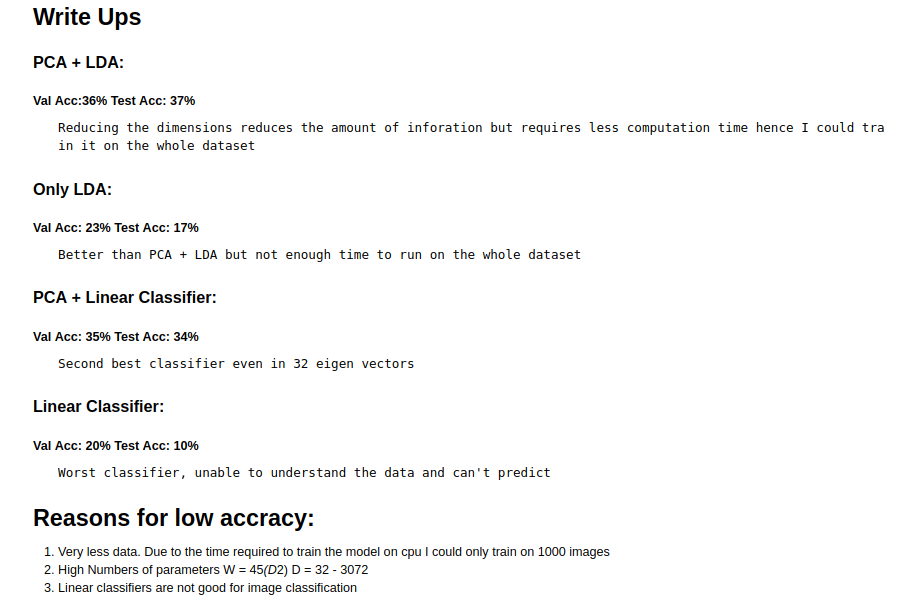 Write Ups
PCA + LDA:
Val Acc:36% Test Acc: 37%
Reducing the dimensions reduces the amount of inforation but requires less computation time hence I could tra
in it on the whole dataset
Only LDA:
Val Acc: 23% Test Acc: 17%
Better than PCA + LDA but not enough time to run on the whole dataset
PCA + Linear Classifier:
Val Acc: 35% Test Acc: 34%
Second best classifier even in 32 eigen vectors
Linear Classifier:
Val Acc: 20% Test Acc: 10%
Worst classifier, unable to understand the data and can't predict
Reasons for low accracy:
1. Very less data. Due to the time required to train the model on cpu I could only train on 1000 images
2. High Numbers of parameters W = 45(D2) D = 32 - 3072
3. Linear classifiers are not good for image classification